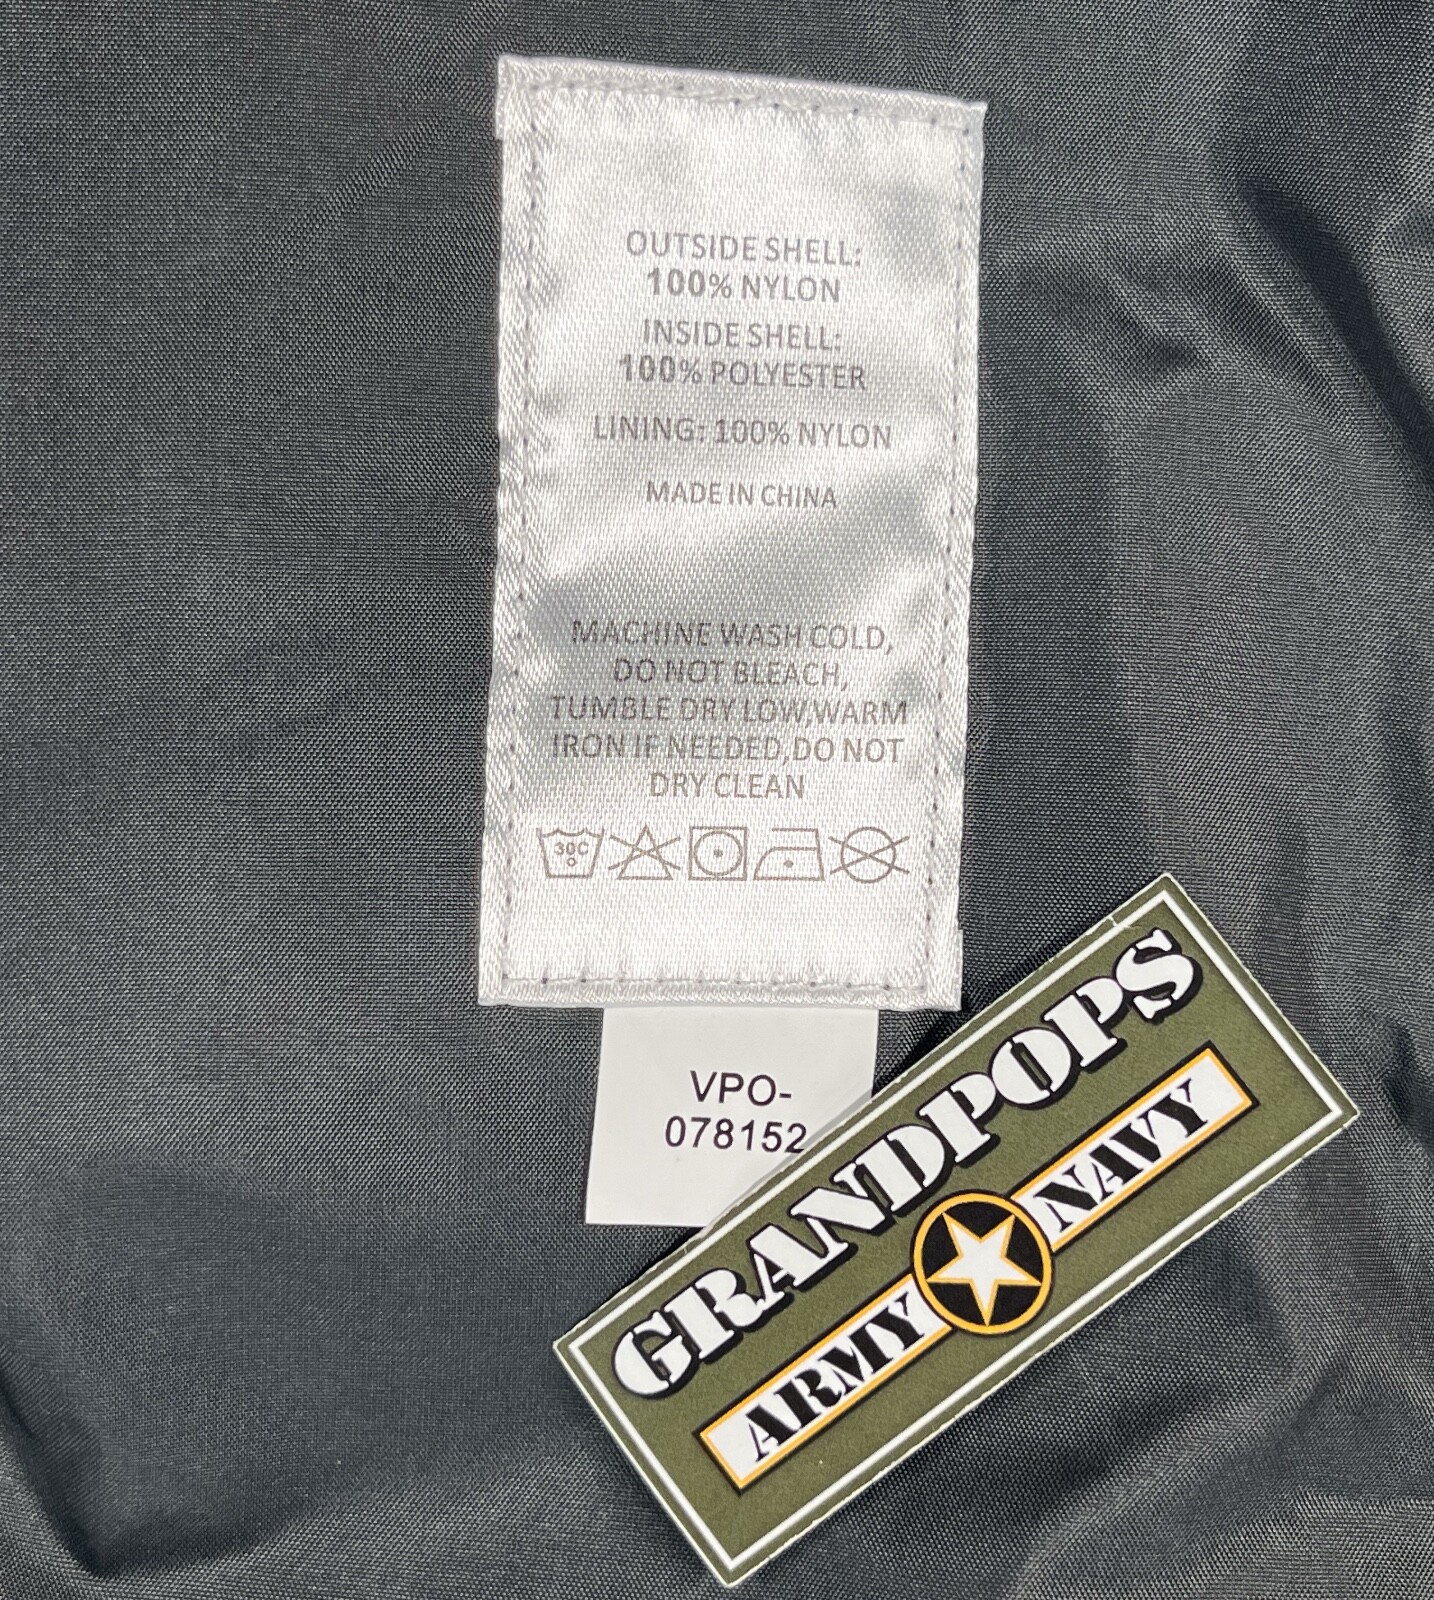 OUTSIDE SHELL:
100% NYLON
INSIDE SHELL:
100% POLYESTER
LINING: 100% NYLON
MADE IN CHINA
MACHINE WASH COLD,
DO NOT BLEACH,
TUMBLE DRY LOW,WARM
IRON IF NEEDED,DO NOT
DRY CLEAN
30C
VPO-
078152
GRANDPOPS
ARMY NAVY